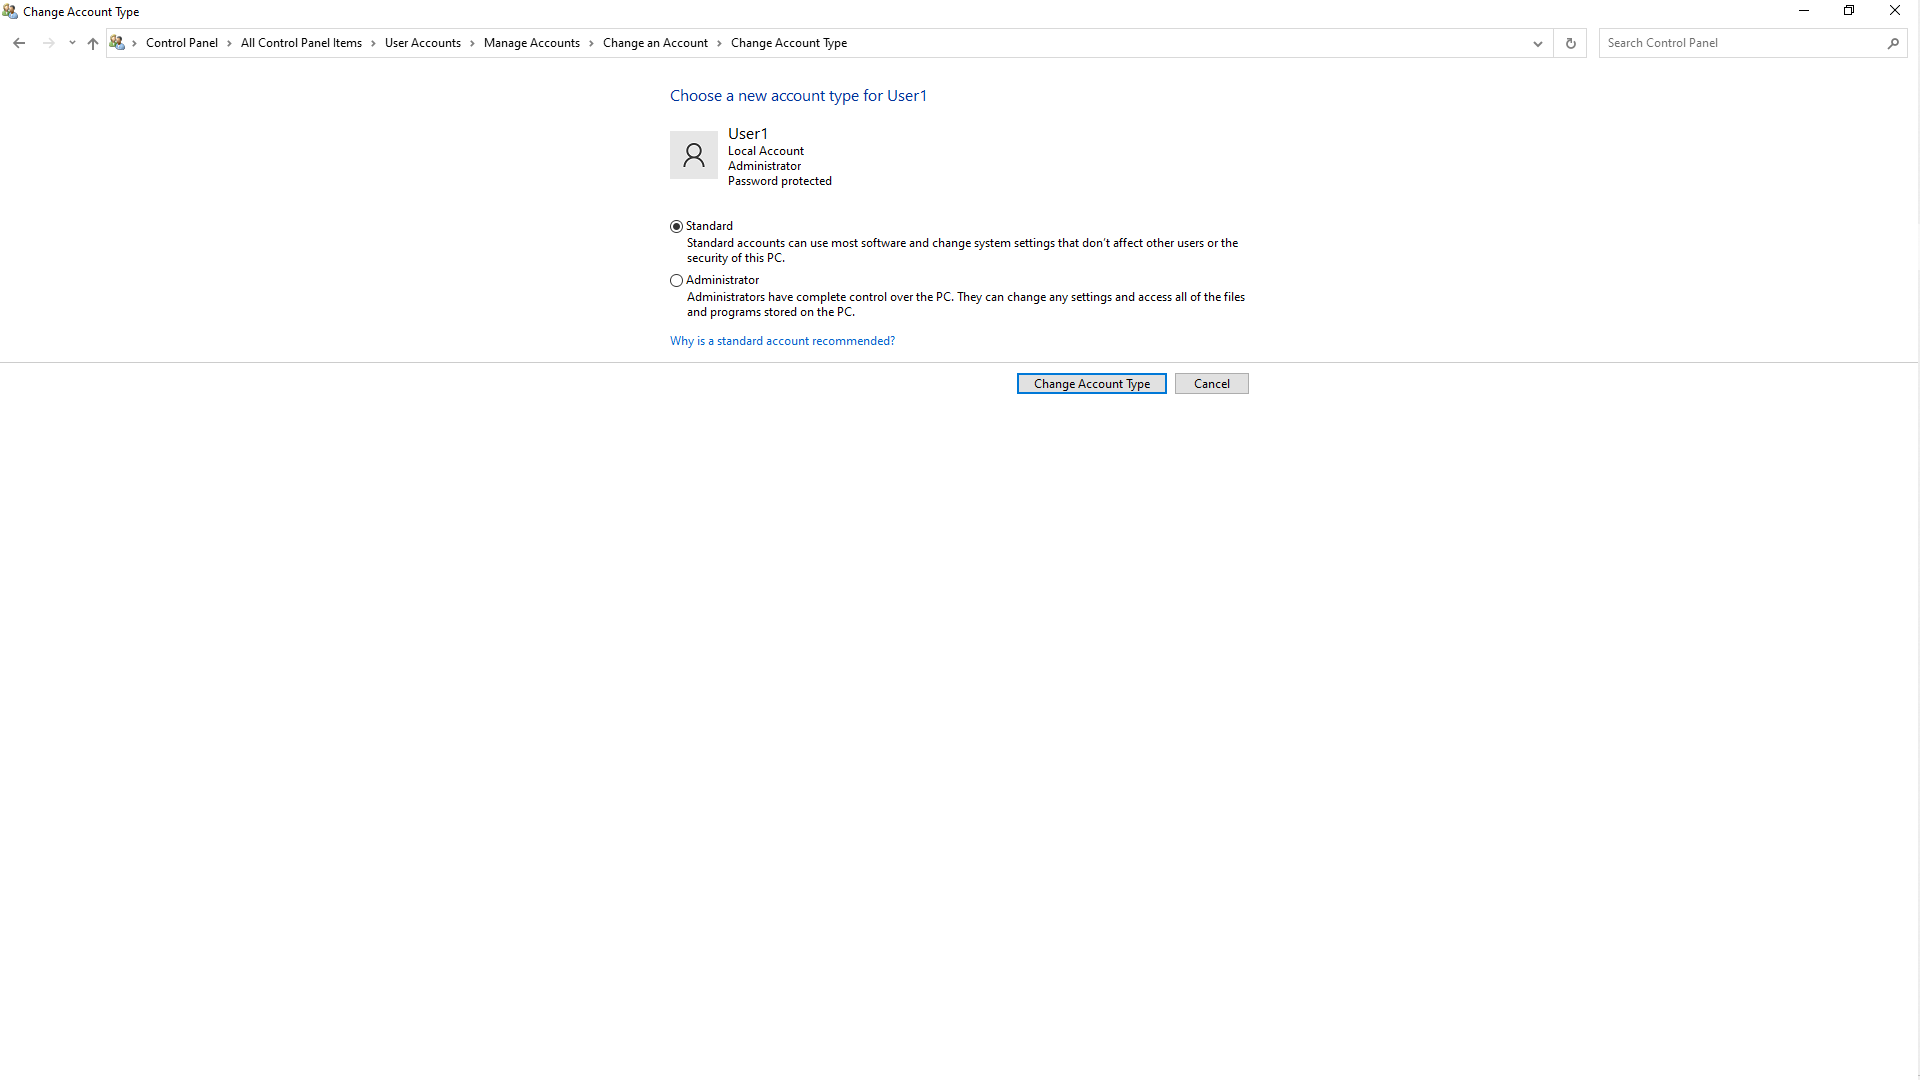 Change Account Type
Control Panel > All Control Panel Items > User Accounts > Manage Accounts > Change an Account > Change Account Type
Search Control Panel
Choose a new account type for User1
User1
Local Account
Administrator
Password protected
Standard
Standard accounts can use most software and change system settings that don't affect other users or the
security of this PC.
Administrator
Administrators have complete control over the PC. They can change any settings and access all of the files
and programs stored on the PC.
Why is a standard account recommended?
Change Account Type
Cancel